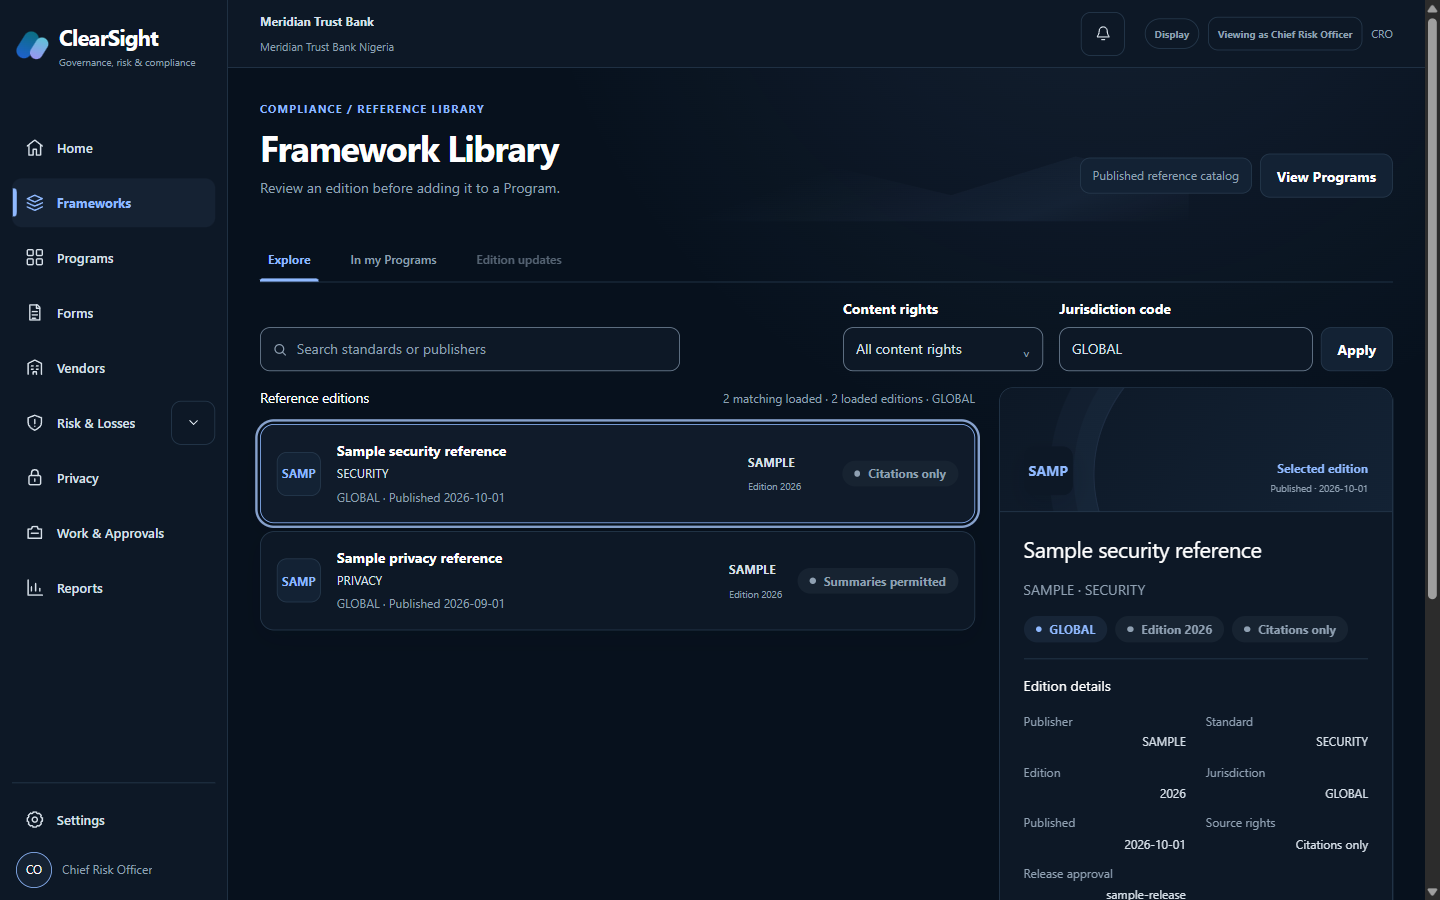 ClearSight
Governance, risk & compliance
Home
Frameworks
Programs
Forms
Vendors
Risk & Losses
Privacy
Work & Approvals
Reports
Settings
CO
Chief Risk Officer
Meridian Trust Bank
Meridian Trust Bank Nigeria
Display
Viewing as Chief Risk Officer
CRO
COMPLIANCE / REFERENCE LIBRARY
Framework Library
Review an edition before adding it to a Program.
Published reference catalog
View Programs
Explore
In my Programs
Edition updates
Search standards or publishers
Content rights
All content rights
Jurisdiction code
GLOBAL
Apply
Reference editions
2 matching loaded · 2 loaded editions · GLOBAL
SAMP
Sample security reference
SECURITY
GLOBAL · Published 2026-10-01
SAMPLE
Edition 2026
Citations only
SAMP
Sample privacy reference
PRIVACY
GLOBAL · Published 2026-09-01
SAMPLE
Edition 2026
Summaries permitted
SAMP
Selected edition
Published · 2026-10-01
Sample security reference
SAMPLE · SECURITY
GLOBAL
Edition 2026
Citations only
Edition details
Publisher
SAMPLE
Standard
SECURITY
Edition
2026
Jurisdiction
GLOBAL
Published
2026-10-01
Source rights
Citations only
Release approval
sample-release